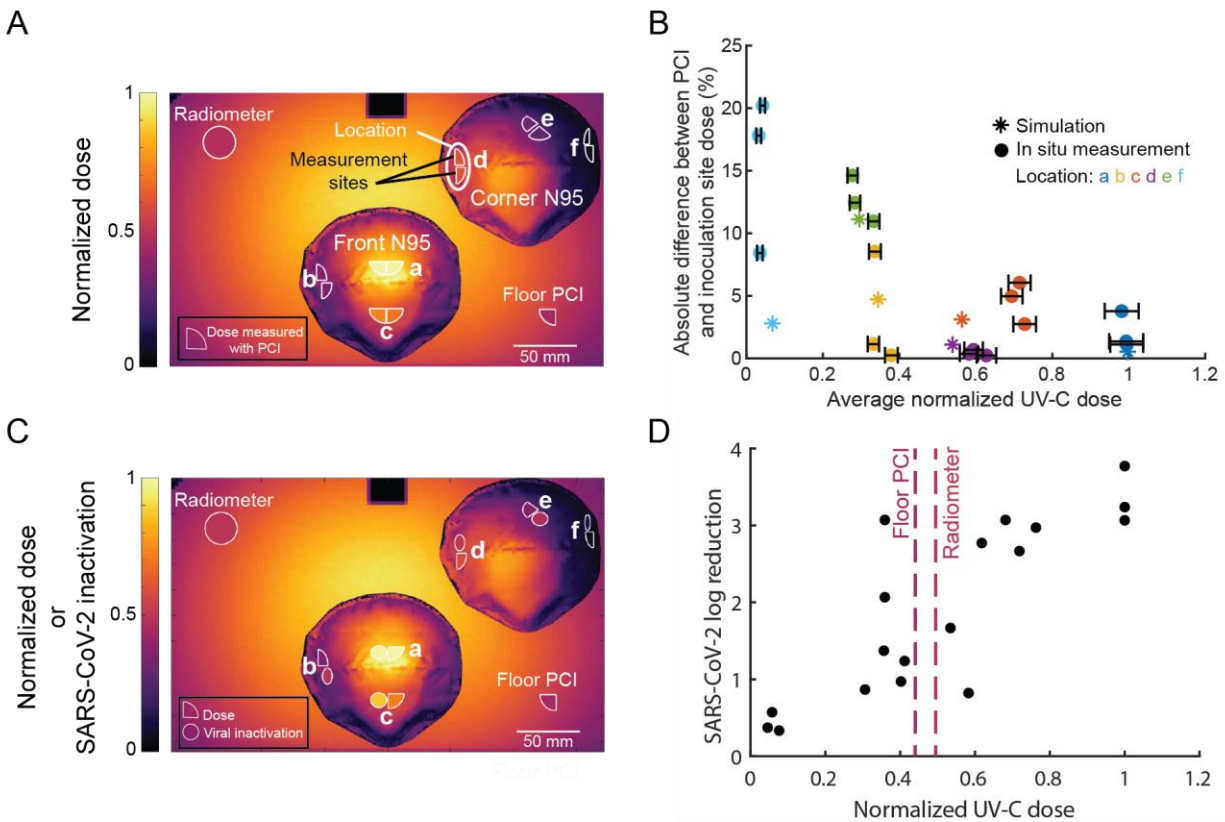 A
Normalized dose
1
0.5
0
Radiometer
Location
Measurement
sites
e
f
d
Corner N95
Front N95
a
b
c
Floor PCI
Dose measured
with PCI
50 mm
B
Absolute difference between PCI
and inoculation site dose (%)
25
20
15
10
5
0
0
0.2
0.4
0.6
0.8
1
1.2
Average normalized UV-C dose
Simulation
In situ measurement
Location: a b c d e f
C
Normalized dose
or
SARS-CoV-2 inactivation
1
0.5
0
Radiometer
e
f
d
a
b
c
Floor PCI
Dose
Viral inactivation
50 mm
Floor PCI
D
SARS-CoV-2 log reduction
4
3
2
1
0
Floor PCI
Radiometer
0
0.2
0.4
0.6
0.8
1
1.2
Normalized UV-C dose